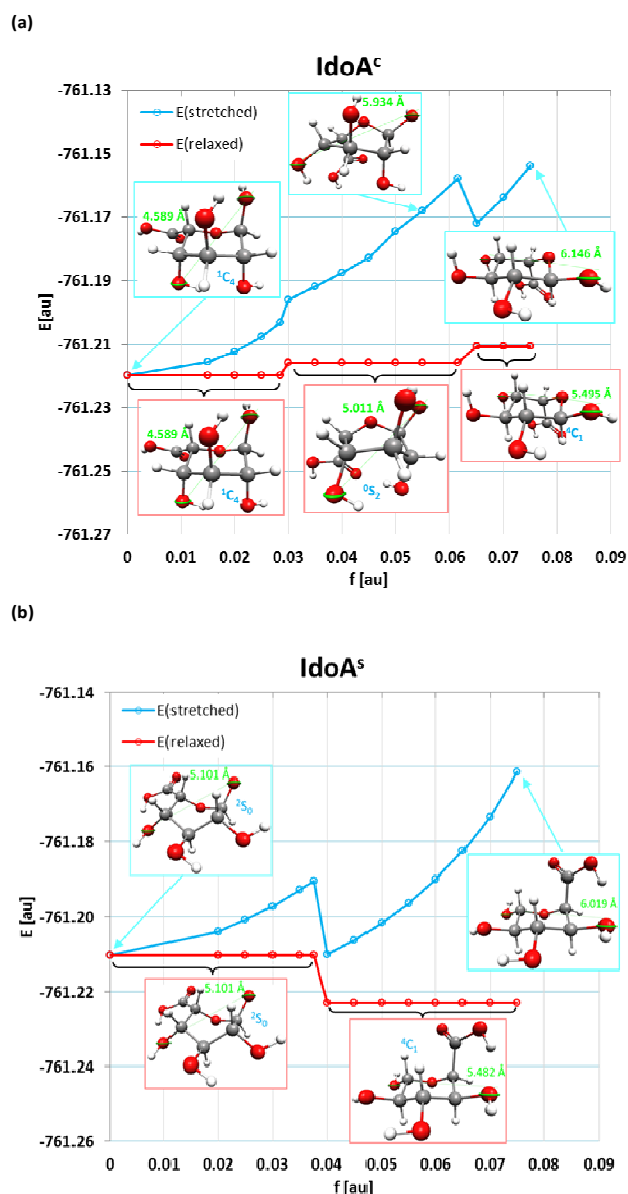 (a)
IdoAᶜ
-761.13
-761.15
-761.17
-761.19
-761.21
-761.23
-761.25
-761.27
E[au]
E(stretched)
E(relaxed)
5.934 Å
4.589 Å
¹C₄
6.146 Å
4.589 Å
¹C₄
5.011 Å
⁰S₂
5.495 Å
⁴C₁
0 0.01 0.02 0.03 0.04 0.05 0.06 0.07 0.08 0.09
f [au]
(b)
IdoAˢ
-761.14
-761.16
-761.18
-761.20
-761.22
-761.24
-761.26
E [au]
E(stretched)
E(relaxed)
5.101 Å
²S₀
6.019 Å
5.101 Å
²S₀
⁴C₁
5.482 Å
0 0.01 0.02 0.03 0.04 0.05 0.06 0.07 0.08 0.09
f [au]